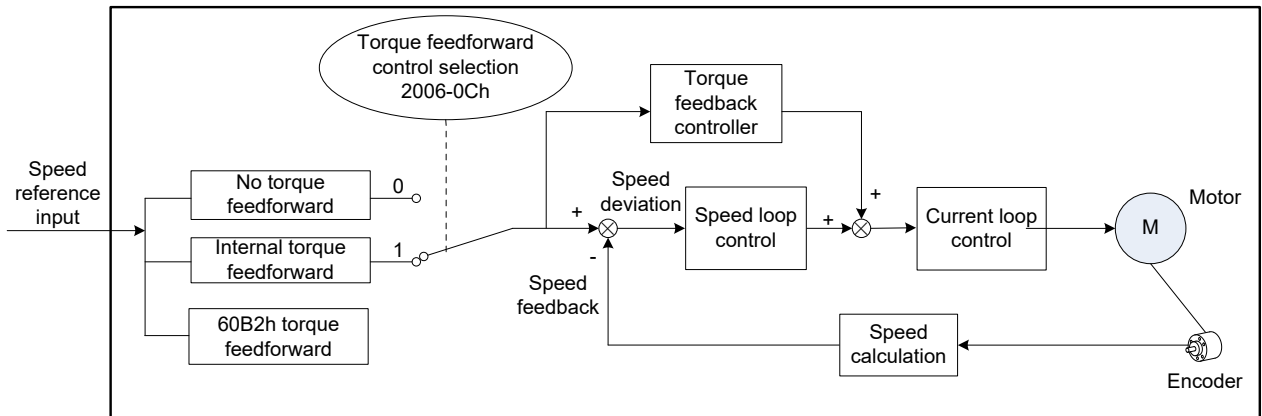 Torque feedforward
control selection
2006-0Ch
Torque
feedback
controller
Speed
reference
input
No torque
feedforward
0
Internal torque
feedforward
1
60B2h torque
feedforward
+
Speed
deviation
-
Speed
feedback
Speed loop
control
+
+
Current loop
control
Motor
M
Speed
calculation
Encoder